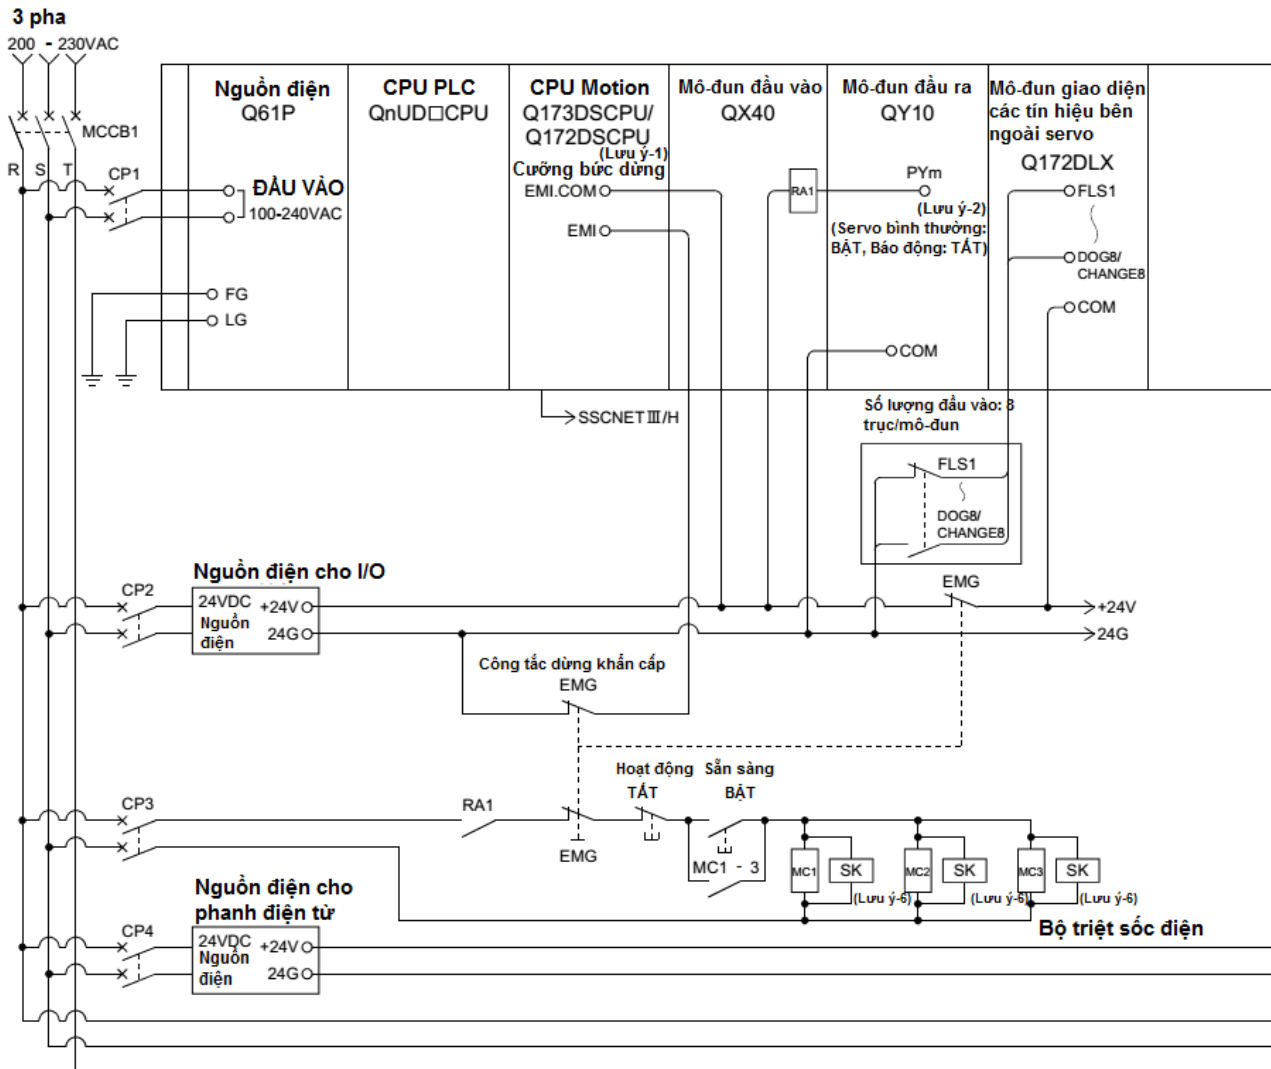 3 pha
200 - 230VAC
MCCB1
R S T
CP1
Nguồn điện
Q61P
ĐẦU VÀO
100-240VAC
FG
LG
CPU PLC
QnUD□CPU
CPU Motion
Q173DSCPU/
Q172DSCPU
(Lưu ý-1)
Cưỡng bức dừng
EMI.COM
EMI
Mô-đun đầu vào
QX40
RA1
Mô-đun đầu ra
QY10
PYm
(Lưu ý-2)
(Servo bình thường:
BẬT, Báo động: TẮT)
COM
Mô-đun giao diện
các tín hiệu bên
ngoài servo
Q172DLX
FLS1
DOG8/
CHANGE8
COM
SSCNETⅢ/H
Số lượng đầu vào: 8
trục/mô-đun
FLS1
DOG8/
CHANGE8
Nguồn điện cho I/O
CP2
24VDC +24V
Nguồn
điện
24G
EMG
+24V
24G
Công tắc dừng khẩn cấp
EMG
CP3
RA1
EMG
Hoạt động
TẮT
Sẵn sàng
BẬT
MC1 - 3
MC1
SK
(Lưu ý-6)
MC2
SK
(Lưu ý-6)
MC3
SK
(Lưu ý-6)
Bộ triệt sốc điện
Nguồn điện cho
phanh điện từ
CP4
24VDC +24V
Nguồn
điện
24G